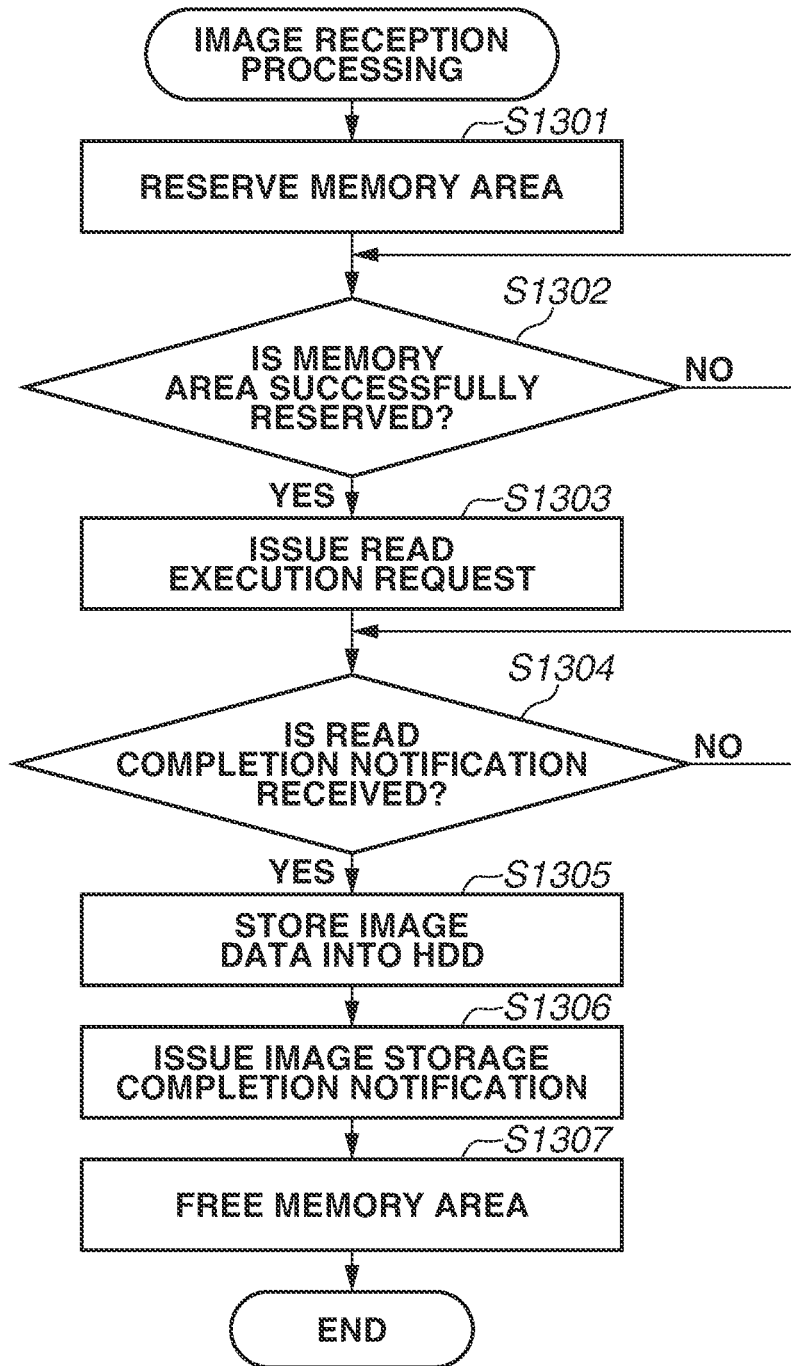 IMAGE RECEPTION
PROCESSING
S1301
RESERVE MEMORY AREA
S1302
IS MEMORY
AREA SUCCESSFULLY
RESERVED?
NO
YES
S1303
ISSUE READ
EXECUTION REQUEST
S1304
IS READ
COMPLETION NOTIFICATION
RECEIVED?
NO
YES
S1305
STORE IMAGE
DATA INTO HDD
S1306
ISSUE IMAGE STORAGE
COMPLETION NOTIFICATION
S1307
FREE MEMORY AREA
END